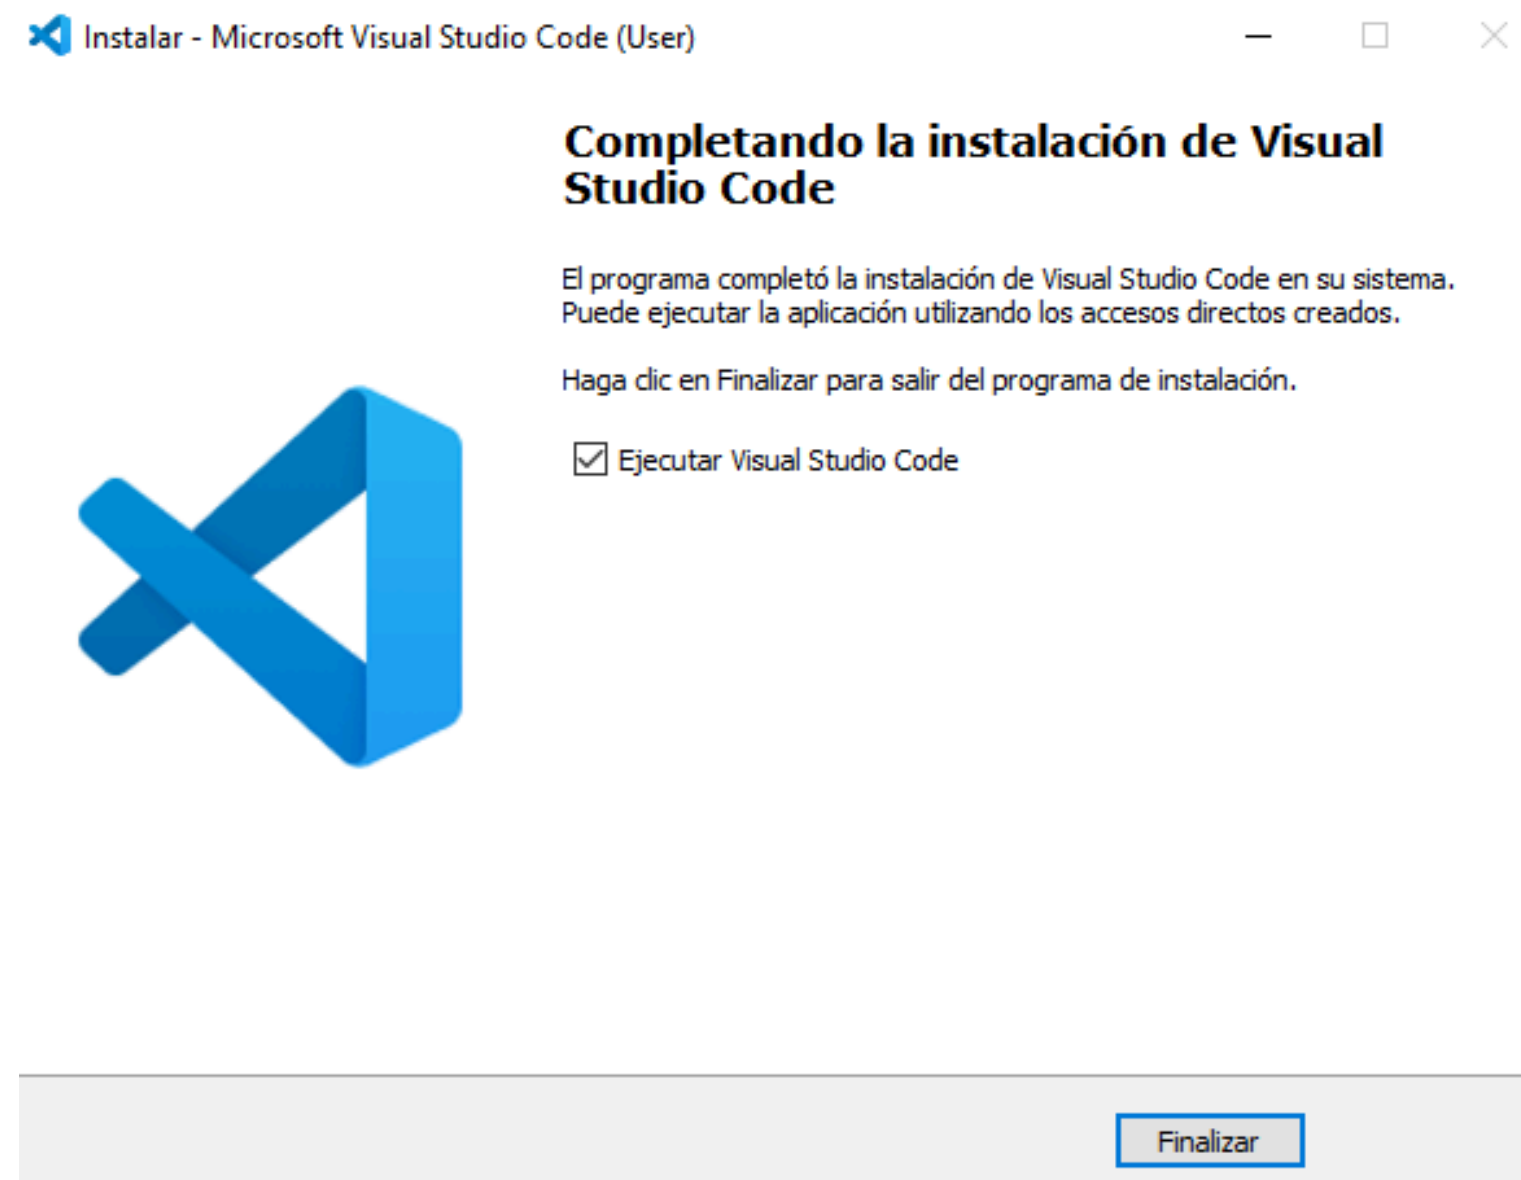 Instalar - Microsoft Visual Studio Code (User)
Completando la instalación de Visual
Studio Code
El programa completó la instalación de Visual Studio Code en su sistema.
Puede ejecutar la aplicación utilizando los accesos directos creados.
Haga clic en Finalizar para salir del programa de instalación.
Ejecutar Visual Studio Code
Finalizar